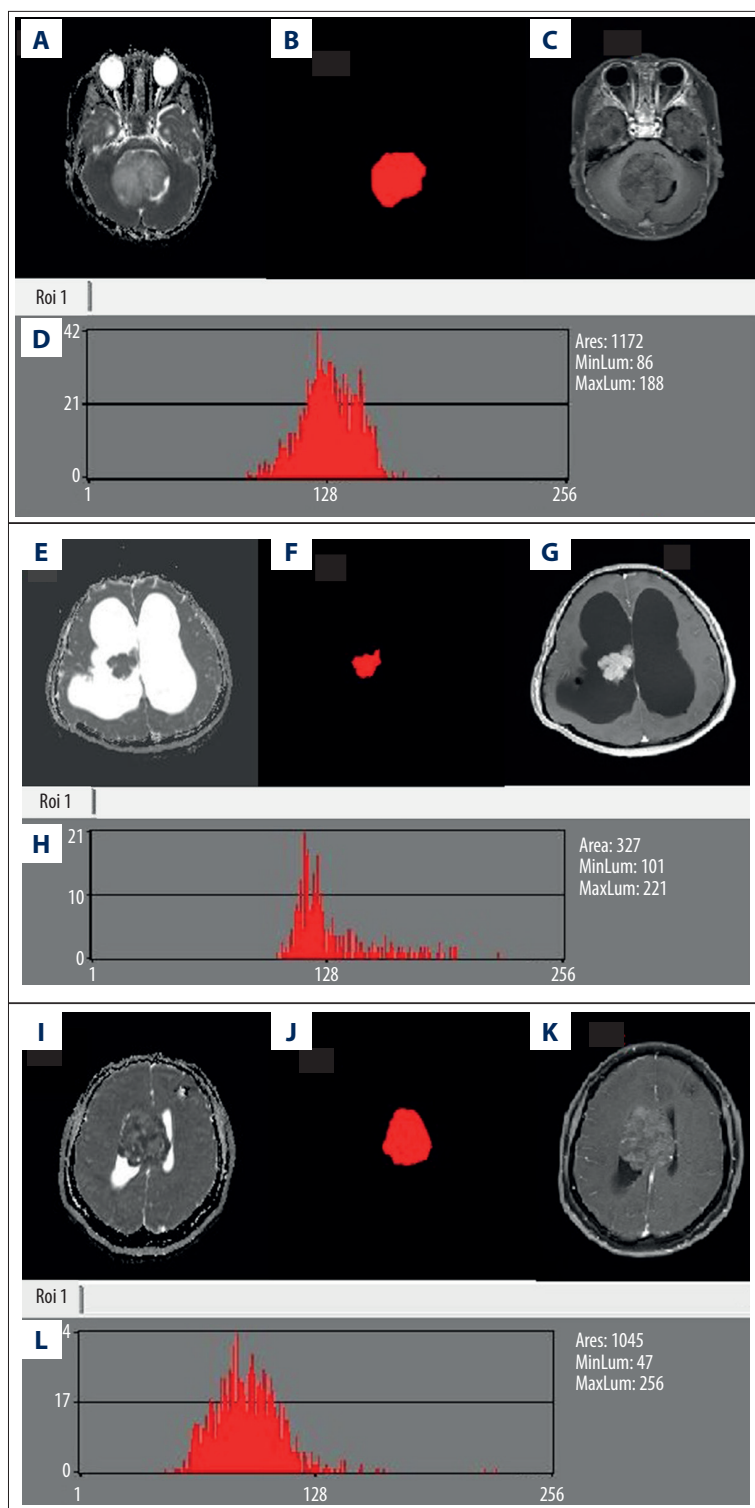 A B C
Roi 1
D
42
21
0
1 128 256
Ares: 1172
MinLum: 86
MaxLum: 188
E F G
Roi 1
H
21
10
0
1 128 256
Area: 327
MinLum: 101
MaxLum: 221
I J K
Roi 1
L
4
17
0
1 128 256
Ares: 1045
MinLum: 47
MaxLum: 256